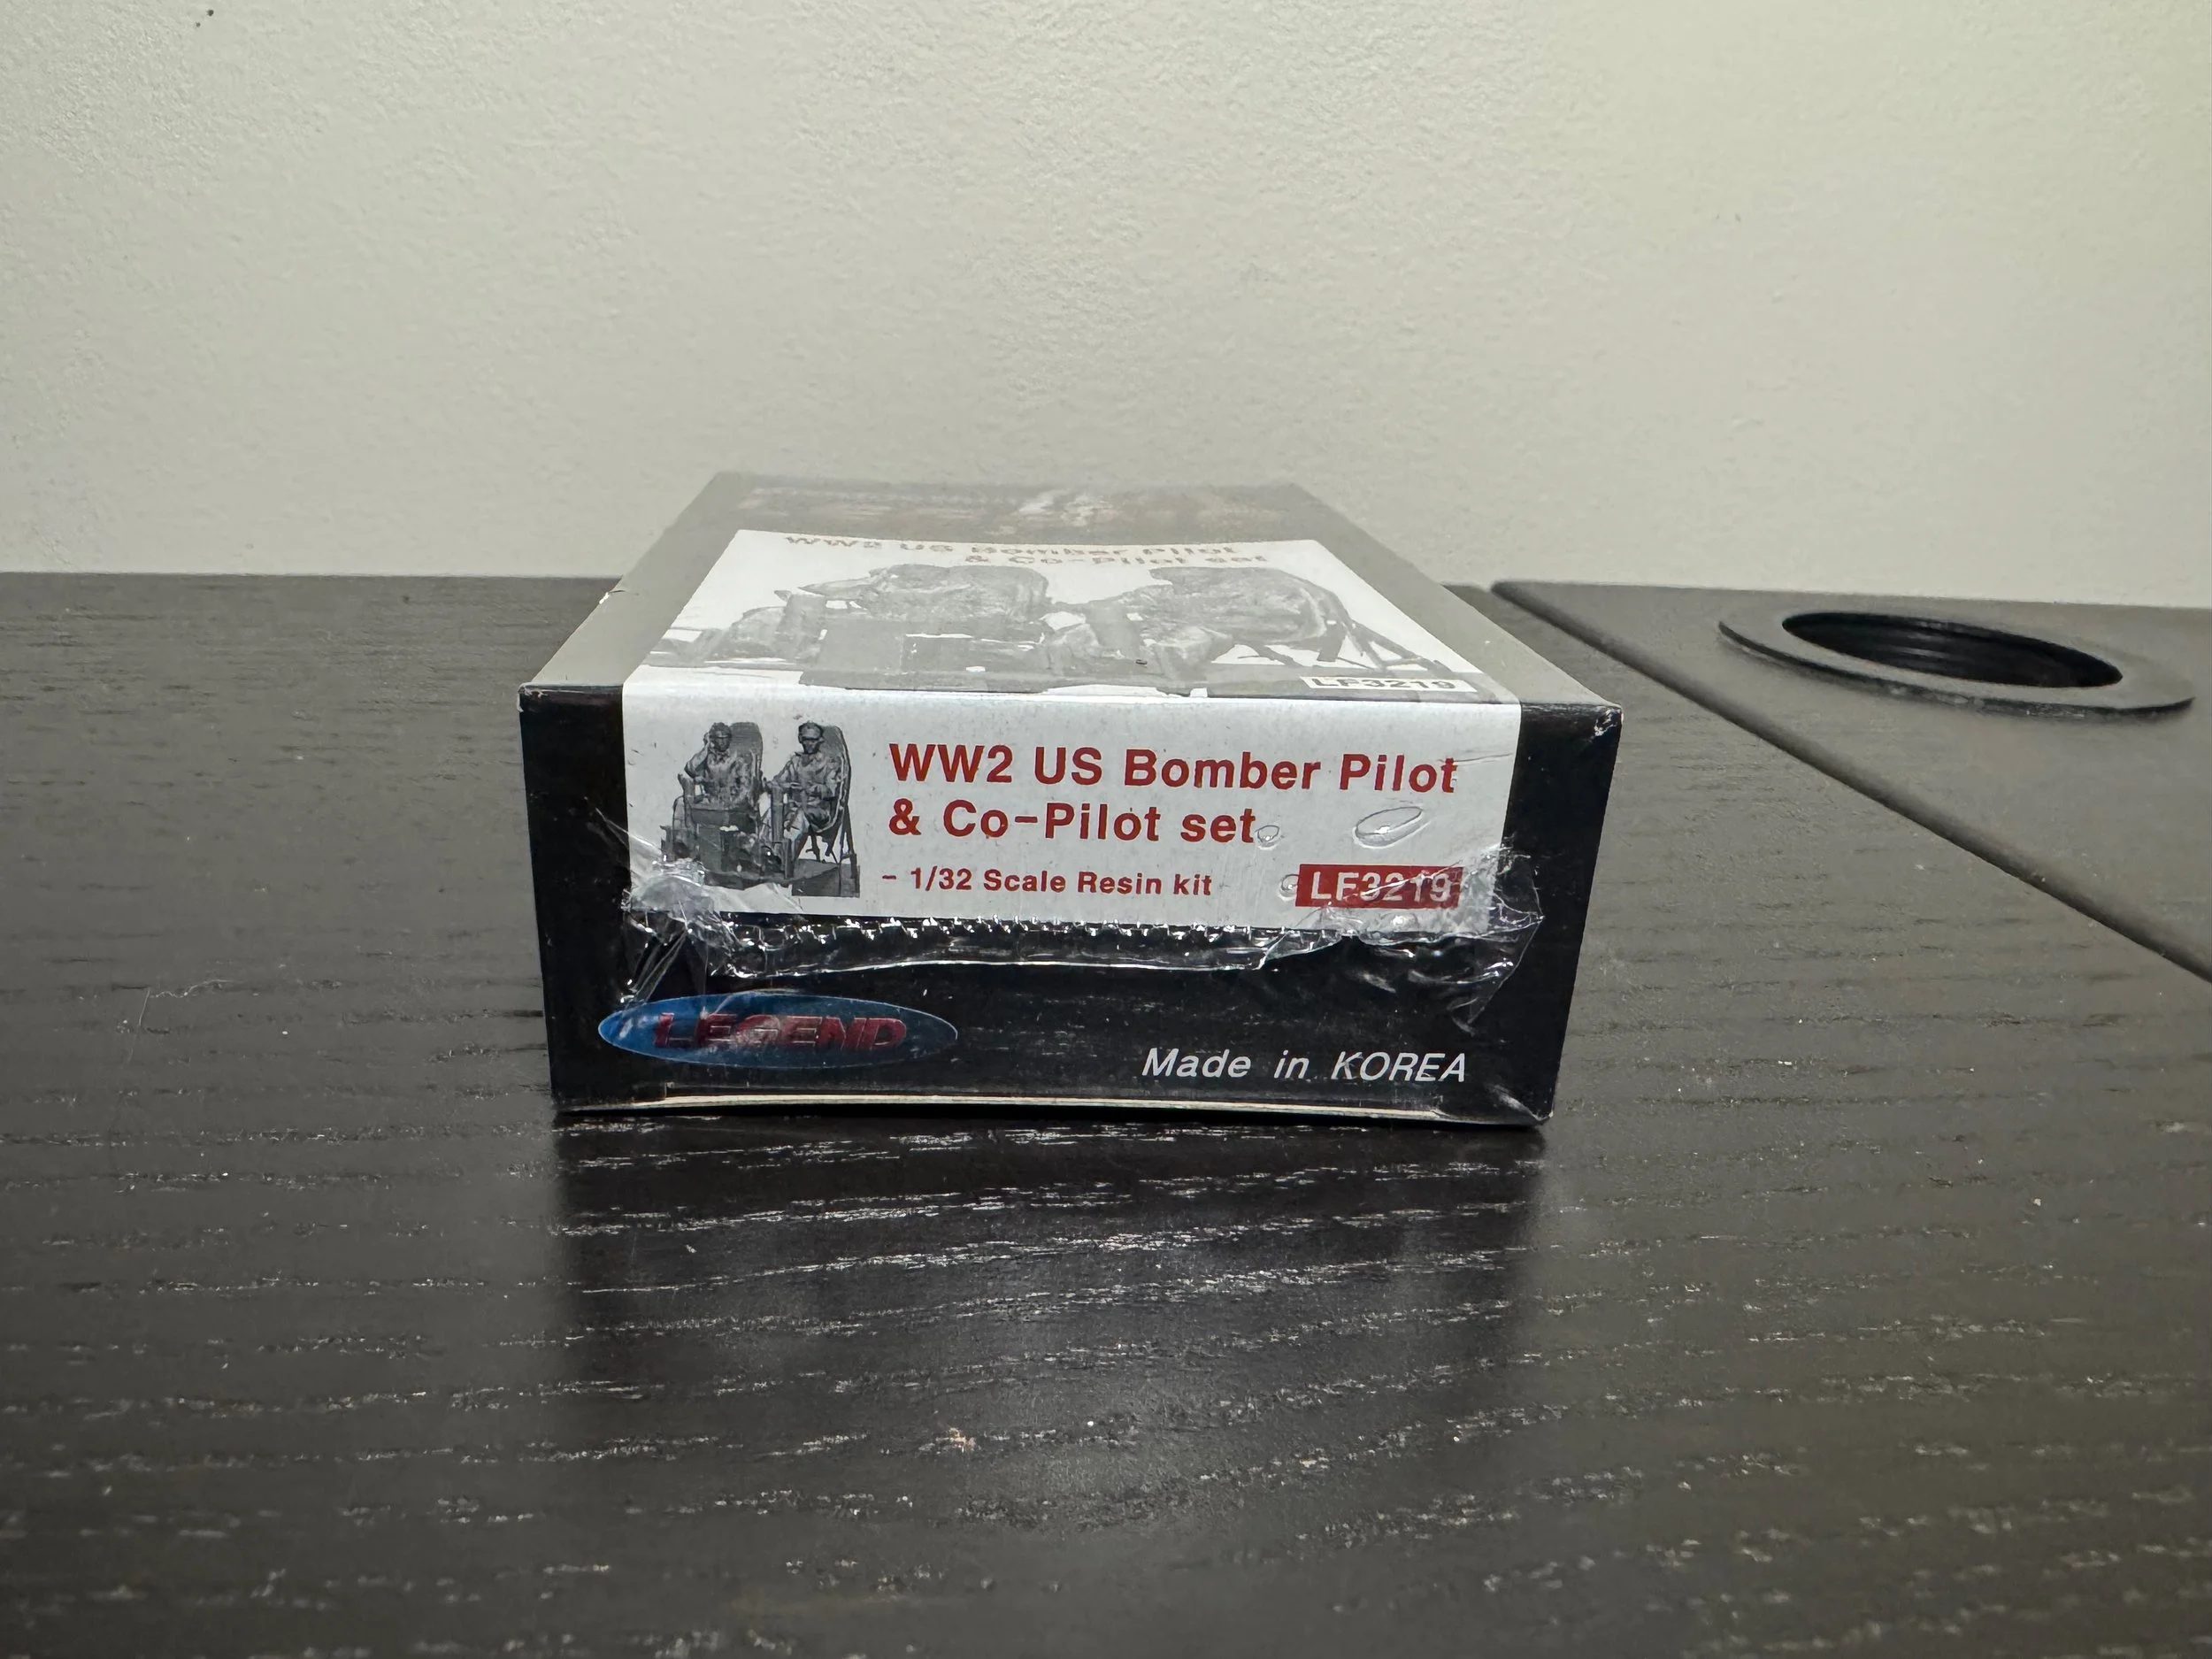 WW2 US Bomber Pilot
& Co-Pilot set
LF3219
WW2 US Bomber Pilot
& Co-Pilot set
- 1/32 Scale Resin kit
LF3219
LEGEND
Made in KOREA